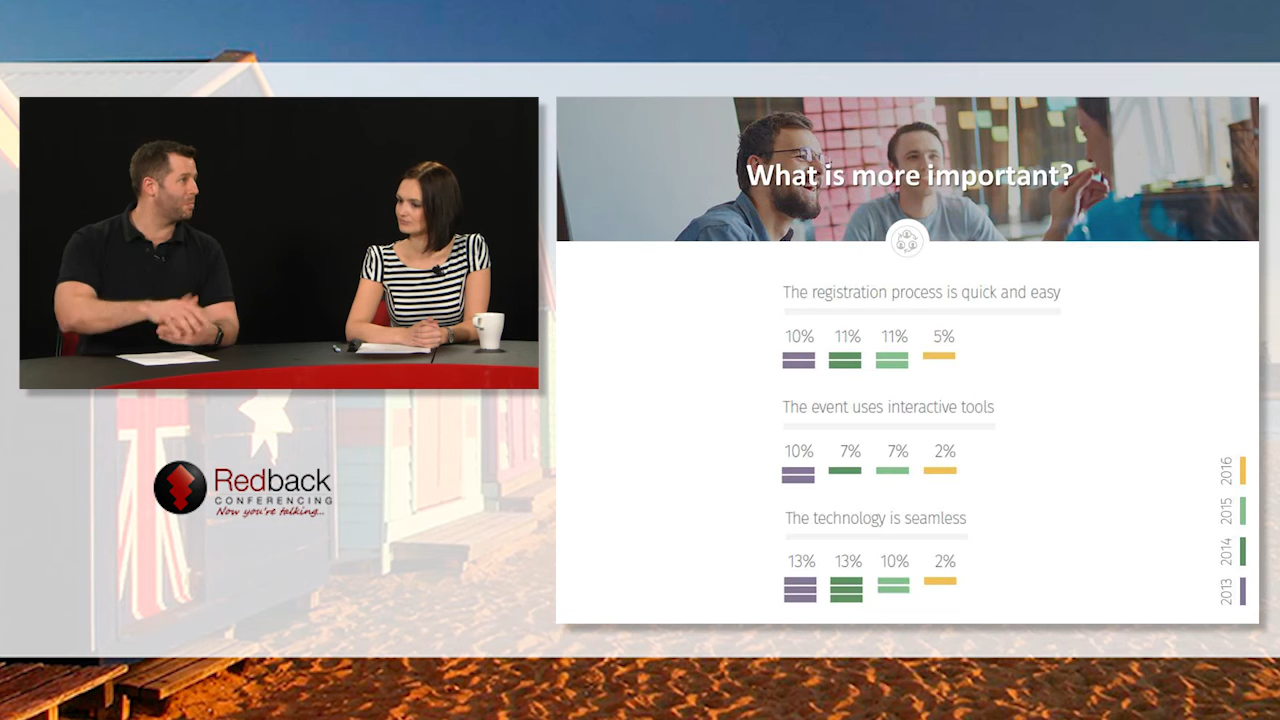 Redback
CONFERENCING
Now you're talking...
What is more important?
The registration process is quick and easy
10% 11% 11% 5%
The event uses interactive tools
10% 7% 7% 2%
The technology is seamless
13% 13% 10% 2%
2016
2015
2014
2013